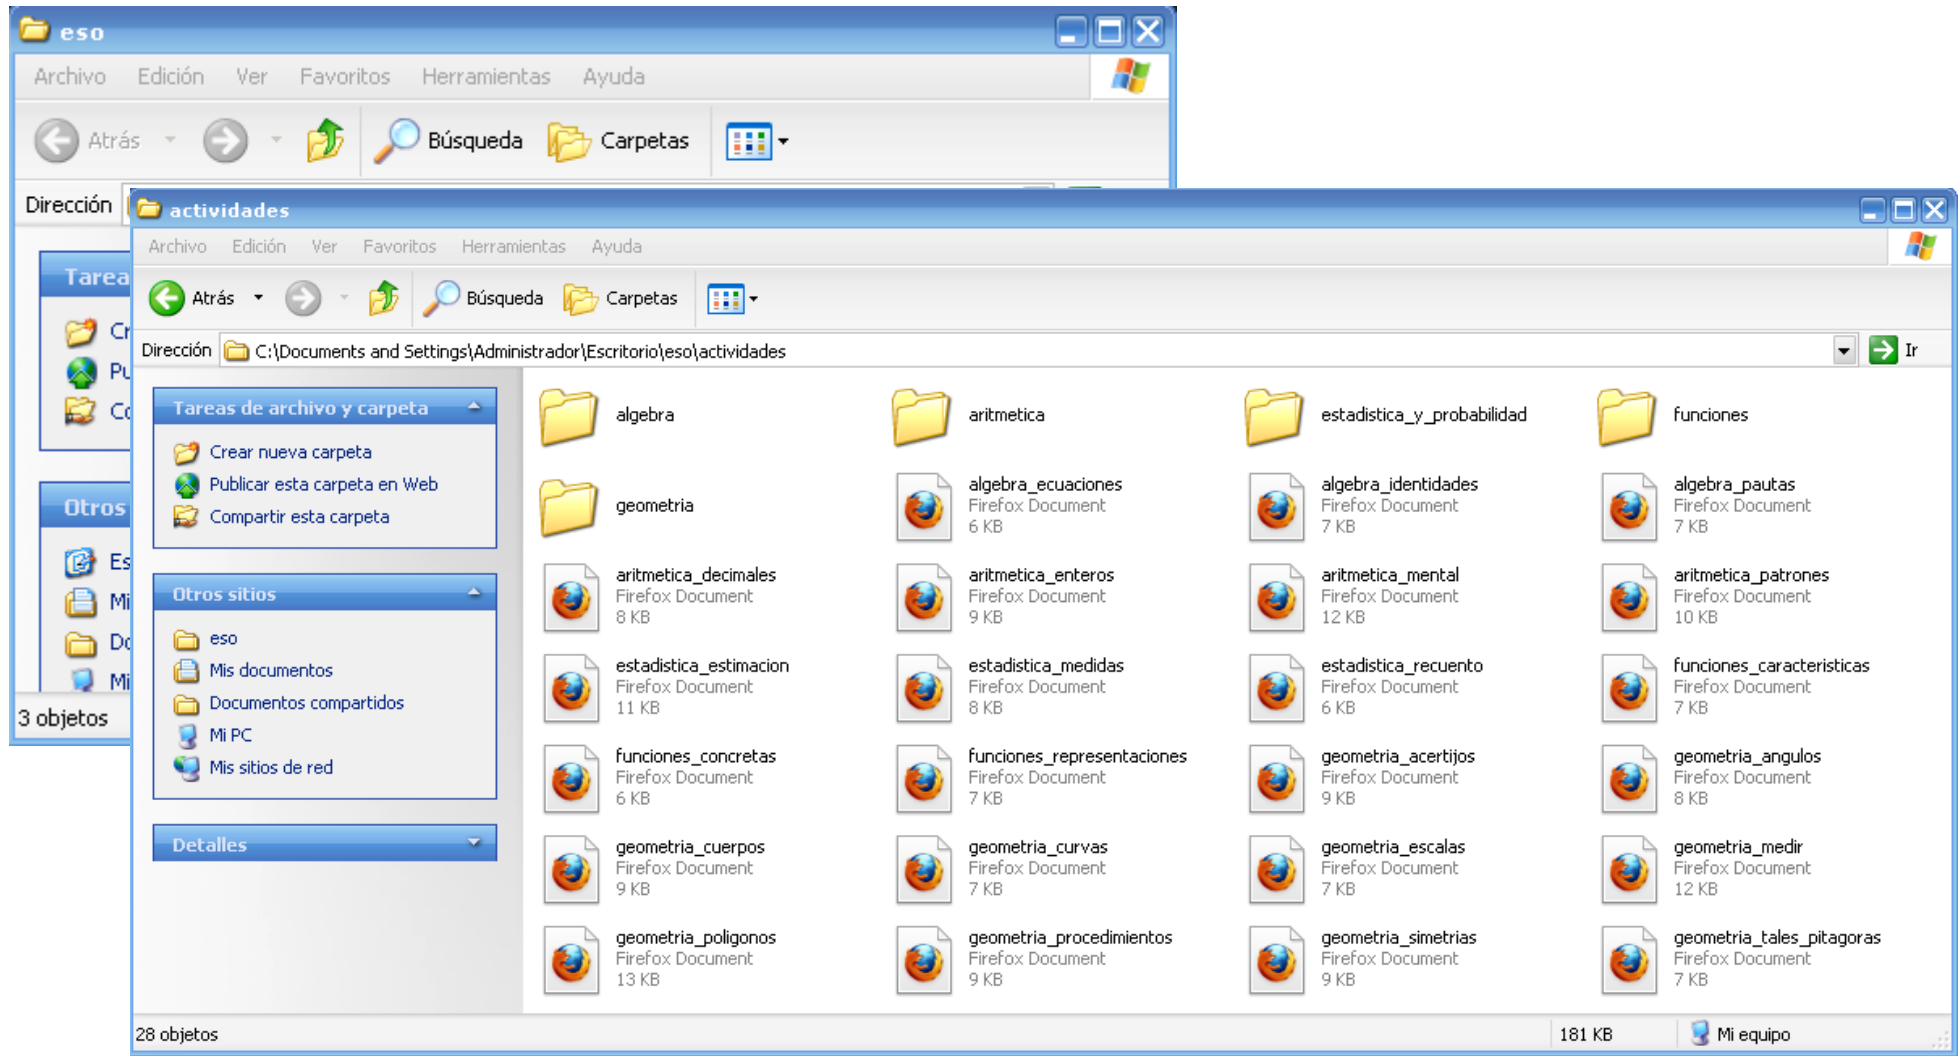 eso
Archivo Edición Ver Favoritos Herramientas Ayuda
Atrás Búsqueda Carpetas
Dirección
actividades
Archivo Edición Ver Favoritos Herramientas Ayuda
Atrás Búsqueda Carpetas
Dirección C:\Documents and Settings\Administrador\Escritorio\eso\actividades Ir
Tarea
Cr
Pu
Co
Otros
Es
Mi
Do
Mi
3 objetos
Tareas de archivo y carpeta
Crear nueva carpeta
Publicar esta carpeta en Web
Compartir esta carpeta
Otros sitios
eso
Mis documentos
Documentos compartidos
Mi PC
Mis sitios de red
Detalles
algebra
aritmetica
estadistica_y_probabilidad
funciones
geometria
algebra_ecuaciones
Firefox Document
6 KB
algebra_identidades
Firefox Document
7 KB
algebra_pautas
Firefox Document
7 KB
aritmetica_decimales
Firefox Document
8 KB
aritmetica_enteros
Firefox Document
9 KB
aritmetica_mental
Firefox Document
12 KB
aritmetica_patrones
Firefox Document
10 KB
estadistica_estimacion
Firefox Document
11 KB
estadistica_medidas
Firefox Document
8 KB
estadistica_recuento
Firefox Document
6 KB
funciones_caracteristicas
Firefox Document
7 KB
funciones_concretas
Firefox Document
6 KB
funciones_representaciones
Firefox Document
7 KB
geometria_acertijos
Firefox Document
9 KB
geometria_angulos
Firefox Document
8 KB
geometria_cuerpos
Firefox Document
9 KB
geometria_curvas
Firefox Document
7 KB
geometria_escalas
Firefox Document
7 KB
geometria_medir
Firefox Document
12 KB
geometria_poligonos
Firefox Document
13 KB
geometria_procedimientos
Firefox Document
9 KB
geometria_simetrias
Firefox Document
9 KB
geometria_tales_pitagoras
Firefox Document
7 KB
28 objetos 181 KB Mi equipo